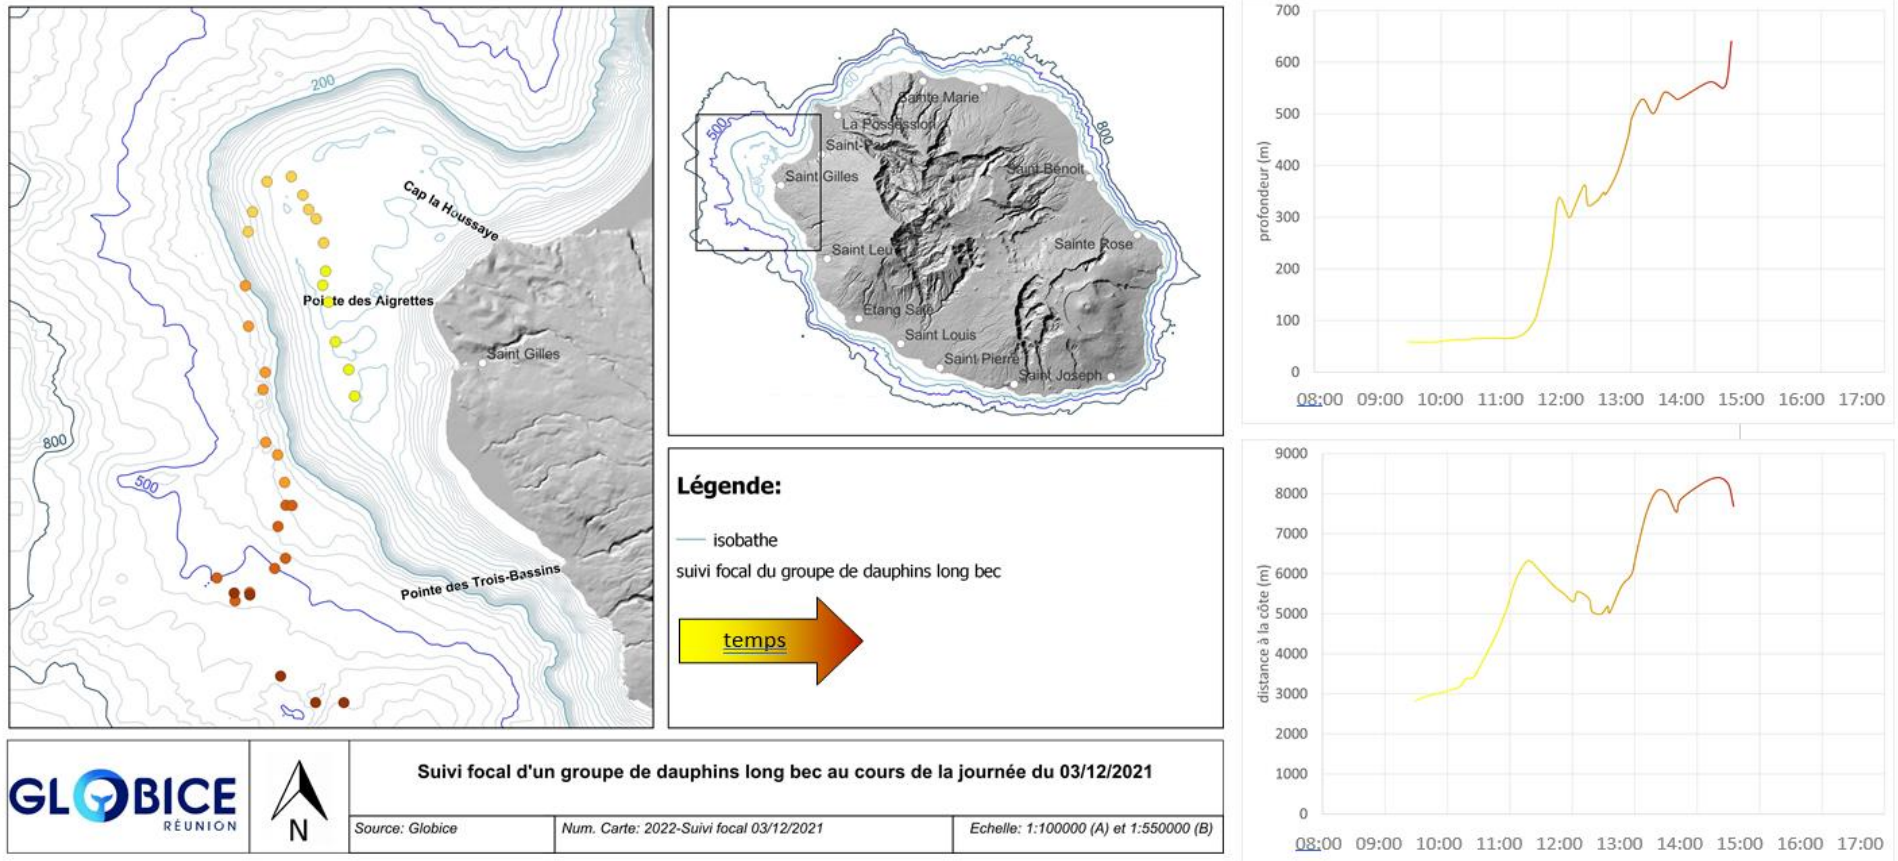 200
Cap la Houssaye
Pointe des Aigrettes
Saint Gilles
800
500
Pointe des Trois-Bassins
200
Sainte Marie
La Possession
800
500
Saint-Paul
Saint Benoit
Saint Gilles
Sainte Rose
Saint Leu
Etang Salé
Saint Louis
Saint Pierre
Saint Joseph
Légende:
isobathe
suivi focal du groupe de dauphins long bec
temps
700
600
500
400
300
200
100
0
profondeur (m)
08:00 09:00 10:00 11:00 12:00 13:00 14:00 15:00 16:00 17:00
9000
8000
7000
6000
5000
4000
3000
2000
1000
0
distance à la côte (m)
08:00 09:00 10:00 11:00 12:00 13:00 14:00 15:00 16:00 17:00
GLOBICE
RÉUNION
N
Suivi focal d'un groupe de dauphins long bec au cours de la journée du 03/12/2021
Source: Globice
Num. Carte: 2022-Suivi focal 03/12/2021
Echelle: 1:100000 (A) et 1:550000 (B)